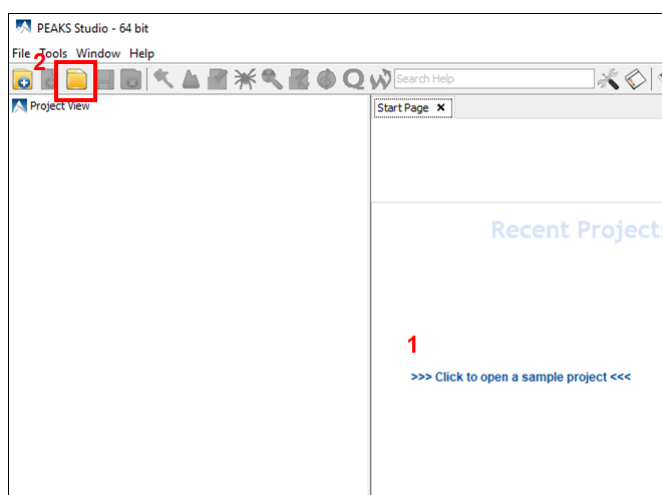 PEAKS Studio - 64 bit
File Tools Window Help
2
Search Help
Project View
Start Page
Recent Projects
1
>>> Click to open a sample project <<<